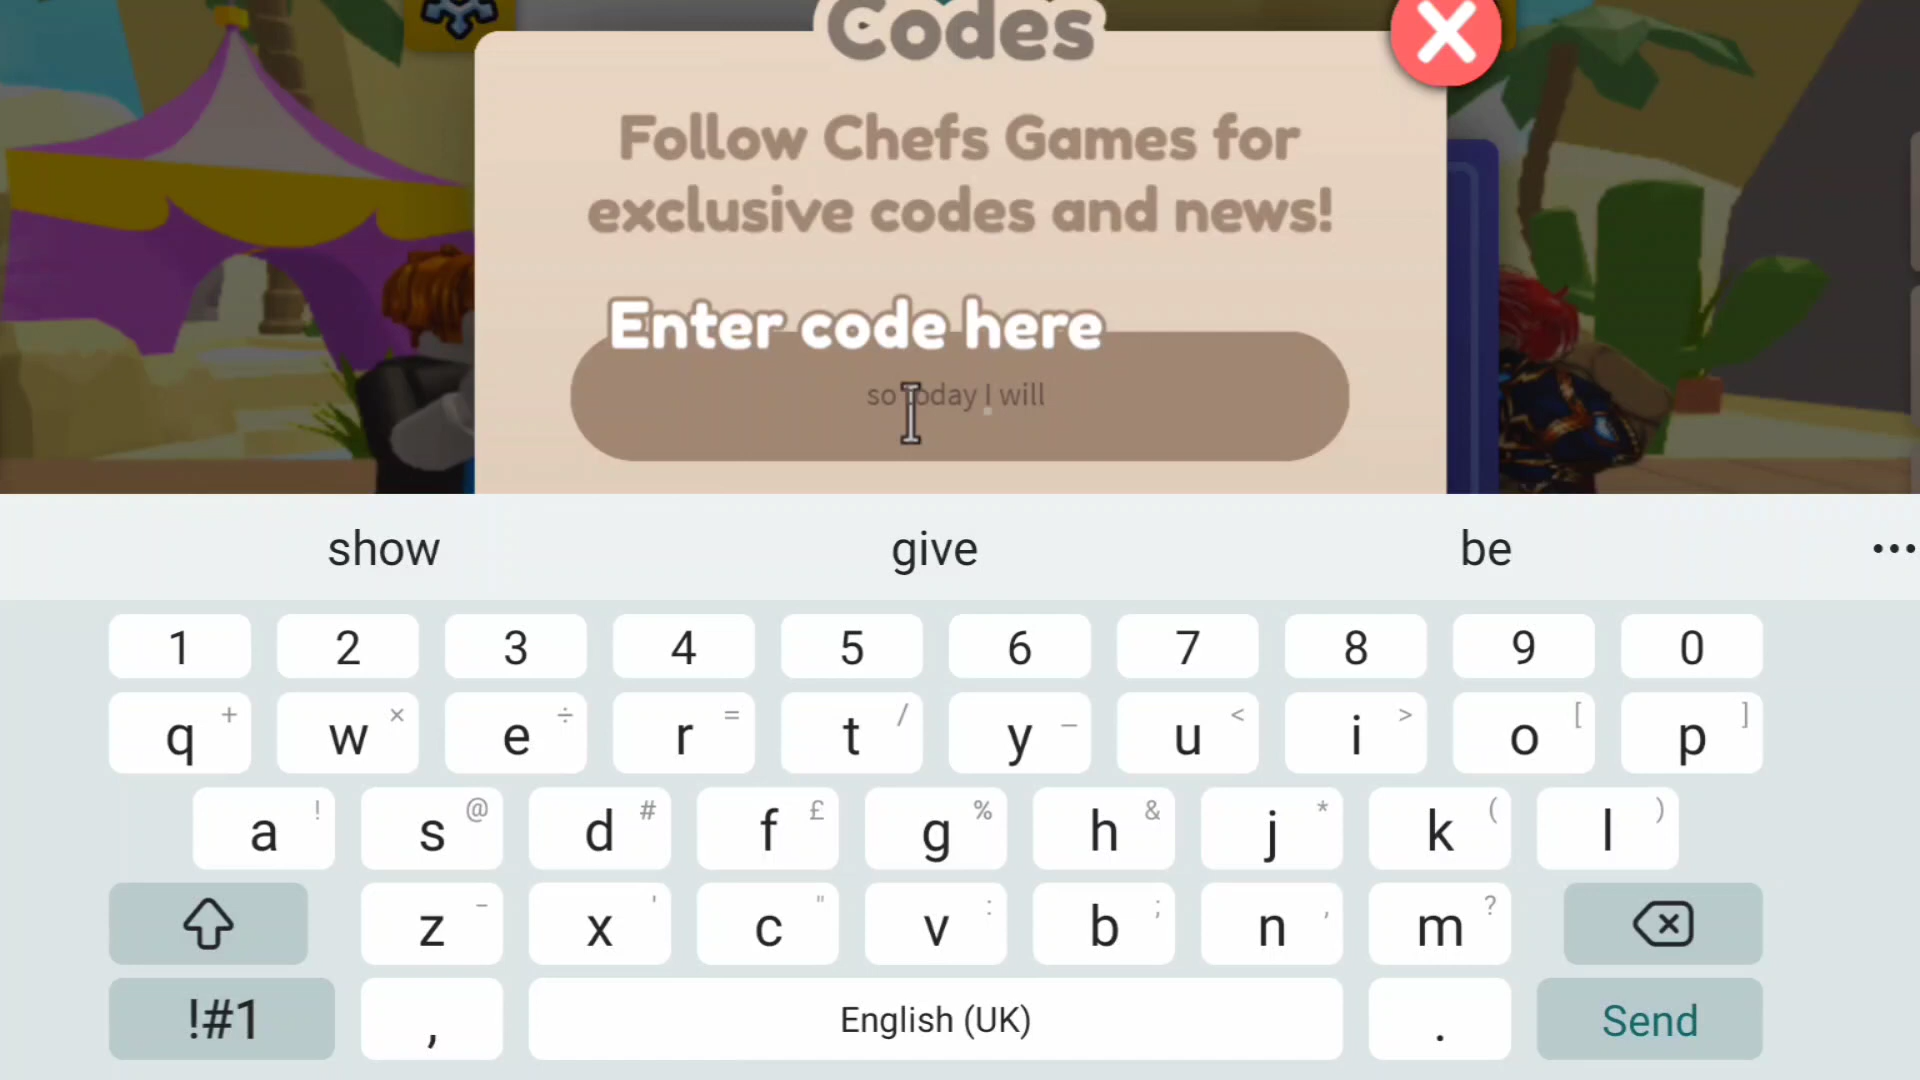 Codes
Follow Chefs Games for
exclusive codes and news!
Enter code here
so today I will
show give be ...
1 2 3 4 5 6 7 8 9 0
q + w × e ÷ r = t / y _ u < i > o [ p ]
a ! s @ d # f £ g % h & j * k ( l )
z - x ' c " v : b ; n , m ?
!#1 , English (UK) . Send